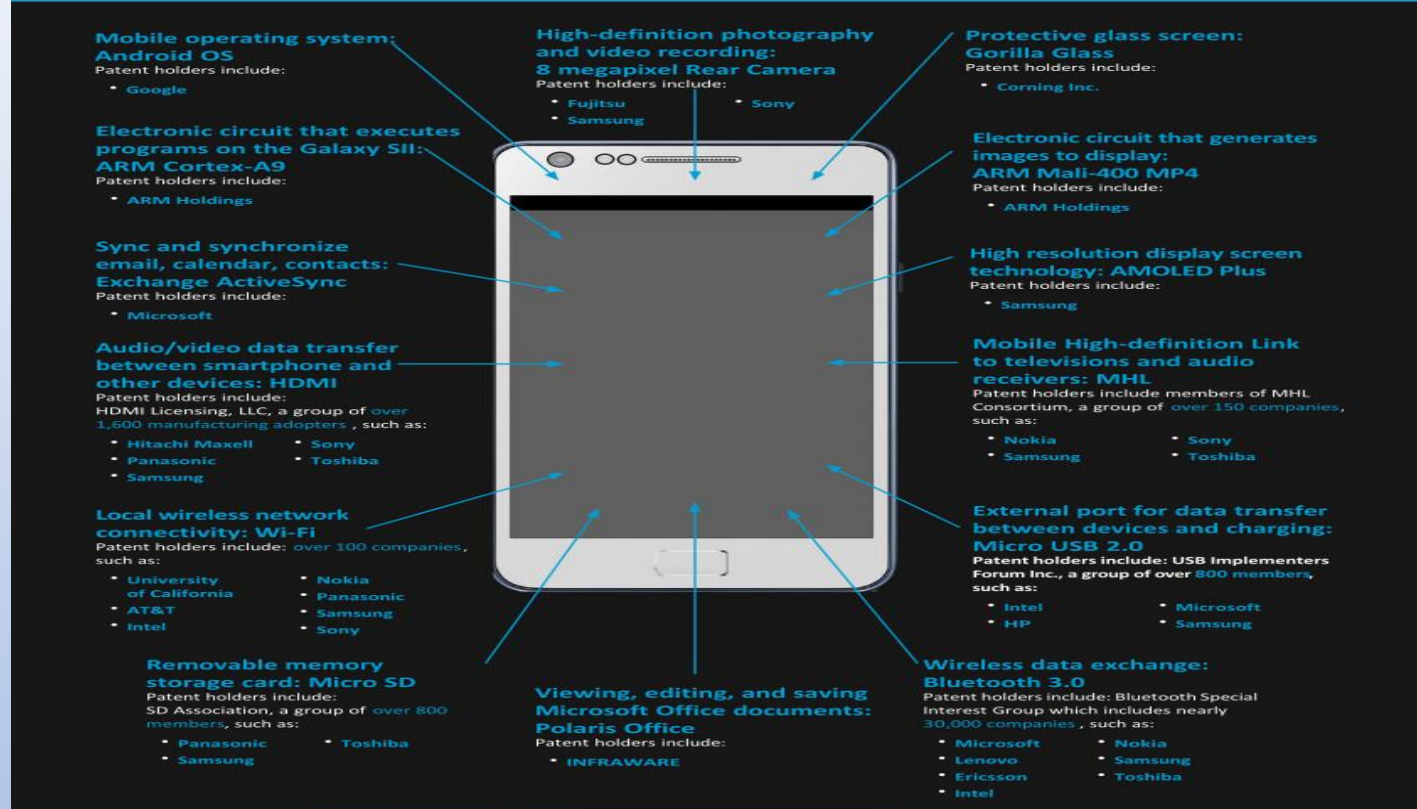 Mobile operating system:
Android OS
Patent holders include:
• Google
Electronic circuit that executes
programs on the Galaxy SII:
ARM Cortex-A9
Patent holders include:
• ARM Holdings
Sync and synchronize
email, calendar, contacts:
Exchange ActiveSync
Patent holders include:
• Microsoft
Audio/video data transfer
between smartphone and
other devices: HDMI
Patent holders include:
HDMI Licensing, LLC, a group of over
1,600 manufacturing adopters , such as:
• Hitachi Maxell • Sony
• Panasonic • Toshiba
• Samsung
Local wireless network
connectivity: Wi-Fi
Patent holders include: over 100 companies,
such as:
• University
of California
• AT&T
• Intel
• Nokia
• Panasonic
• Samsung
• Sony
Removable memory
storage card: Micro SD
Patent holders include:
SD Association, a group of over 800
members, such as:
• Panasonic • Toshiba
• Samsung
High-definition photography
and video recording:
8 megapixel Rear Camera
Patent holders include:
• Fujitsu • Sony
• Samsung
Viewing, editing, and saving
Microsoft Office documents:
Polaris Office
Patent holders include:
• INFRAWARE
Protective glass screen:
Gorilla Glass
Patent holders include:
• Corning Inc.
Electronic circuit that generates
images to display:
ARM Mali-400 MP4
Patent holders include:
• ARM Holdings
High resolution display screen
technology: AMOLED Plus
Patent holders include:
• Samsung
Mobile High-definition Link
to televisions and audio
receivers: MHL
Patent holders include members of MHL
Consortium, a group of over 150 companies,
such as:
• Nokia • Sony
• Samsung • Toshiba
External port for data transfer
between devices and charging:
Micro USB 2.0
Patent holders include: USB Implementers
Forum Inc., a group of over 800 members,
such as:
• Intel • Microsoft
• HP • Samsung
Wireless data exchange:
Bluetooth 3.0
Patent holders include: Bluetooth Special
Interest Group which includes nearly
30,000 companies , such as:
• Microsoft • Nokia
• Lenovo • Samsung
• Ericsson • Toshiba
• Intel